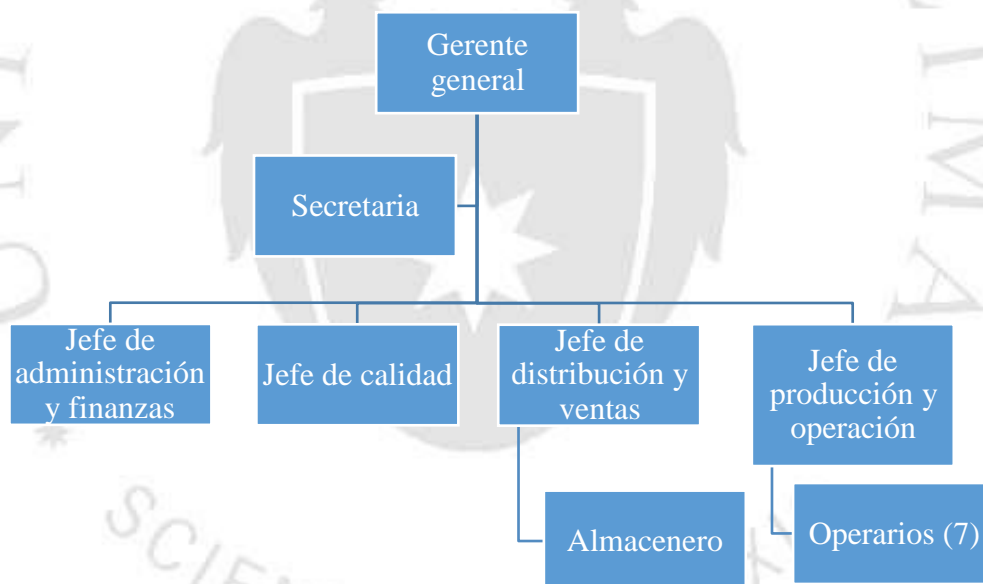 Gerente
general
Secretaria
Jefe de
administración
y finanzas
Jefe de calidad
Jefe de
distribución y
ventas
Jefe de
producción y
operación
Almacenero
Operarios (7)
SCIE